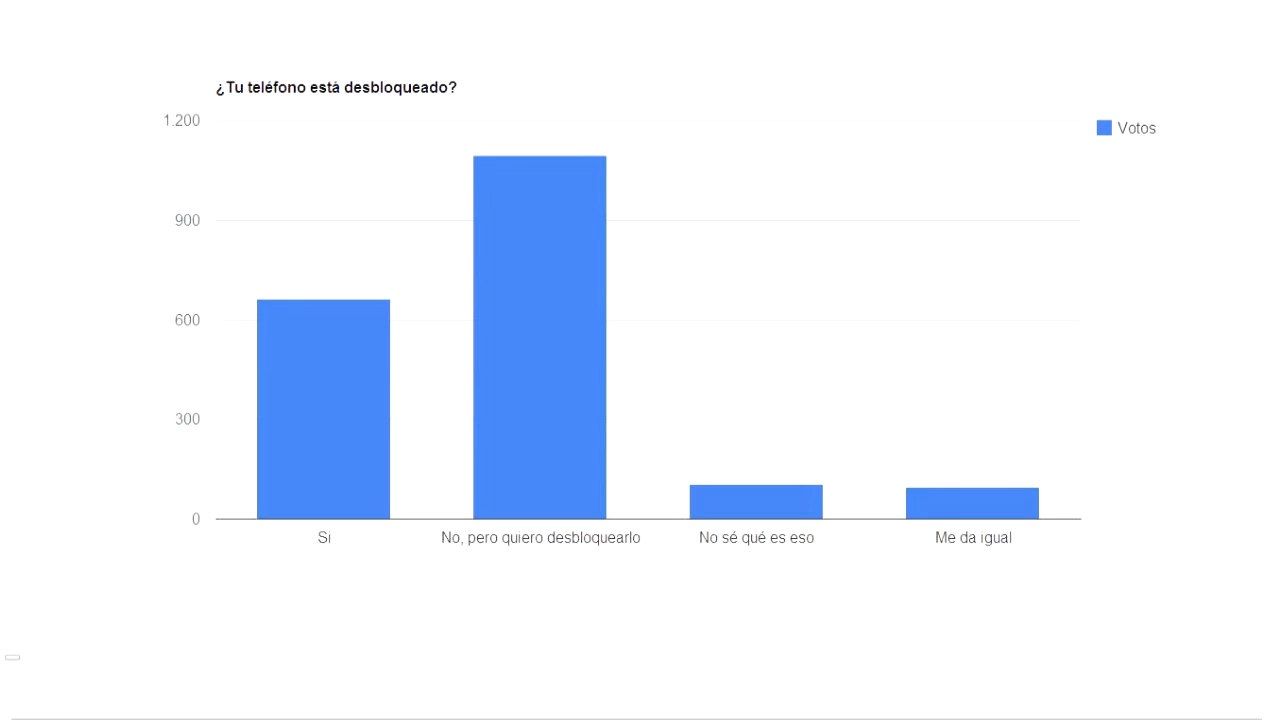 ¿Tu teléfono está desbloqueado?
1.200
Votos
900
600
300
0
Si
No, pero quiero desbloquearlo
No sé qué es eso
Me da igual